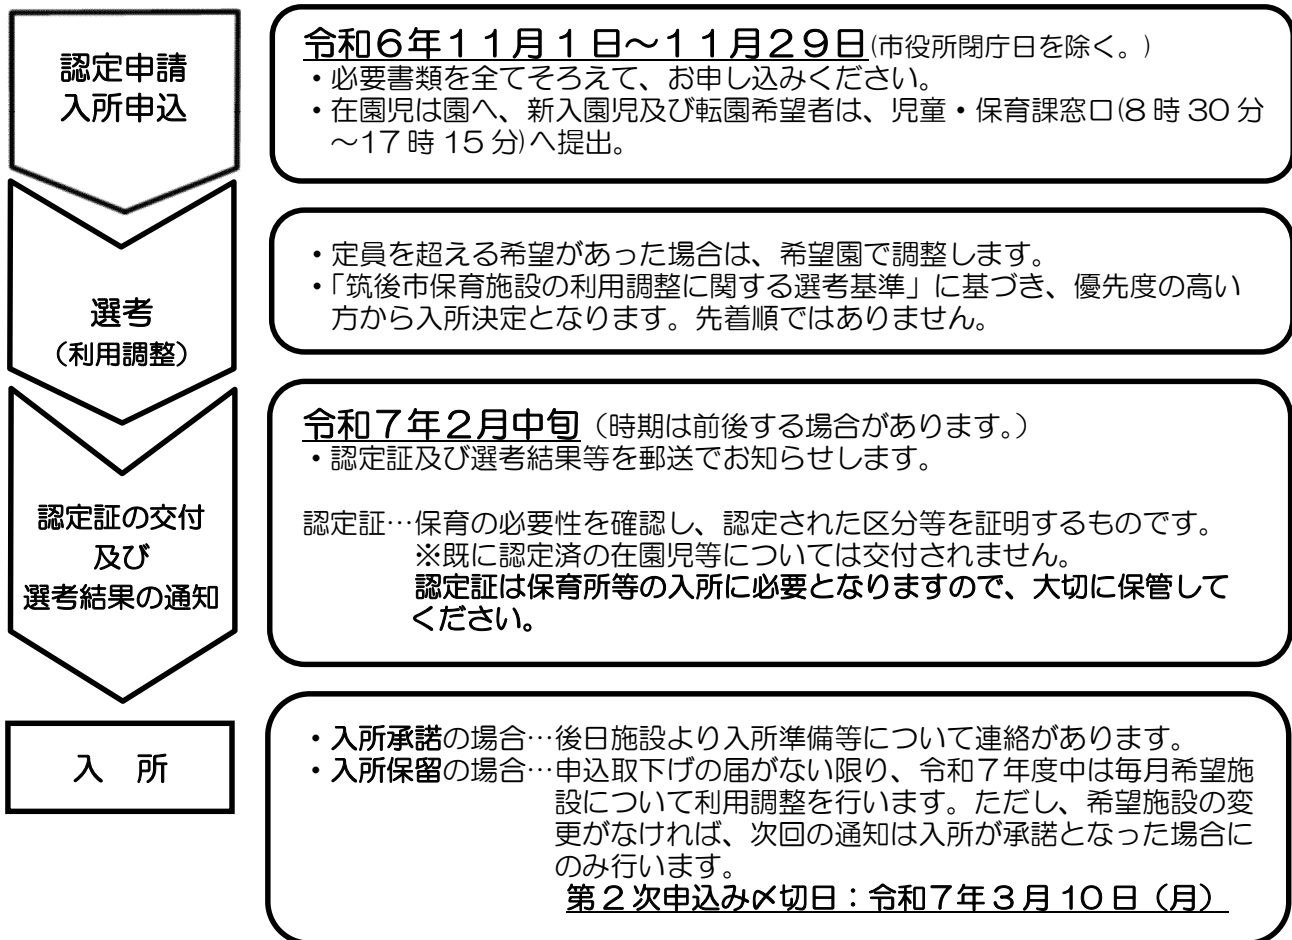 認定申請
入所申込
令和6年11月1日~11月29日(市役所閉庁日を除く。)
・必要書類を全てそろえて、お申し込みください。
・在園児は園へ、新入園児及び転園希望者は、児童・保育課窓口(8時30分
~17時15分)へ提出。
選考
(利用調整)
・定員を超える希望があった場合は、希望園で調整します。
・「筑後市保育施設の利用調整に関する選考基準」に基づき、優先度の高い
方から入所決定となります。先着順ではありません。
認定証の交付
及び
選考結果の通知
令和7年2月中旬(時期は前後する場合があります。)
・認定証及び選考結果等を郵送でお知らせします。
認定証…保育の必要性を確認し、認定された区分等を証明するものです。
※既に認定済の在園児等については交付されません。
認定証は保育所等の入所に必要となりますので、大切に保管して
ください。
入 所
・入所承諾の場合…後日施設より入所準備等について連絡があります。
・入所保留の場合…申込取下げの届がない限り、令和7年度中は毎月希望施
設について利用調整を行います。ただし、希望施設の変
更がなければ、次回の通知は入所が承諾となった場合に
のみ行います。
第2次申込み〆切日:令和7年3月10日(月)